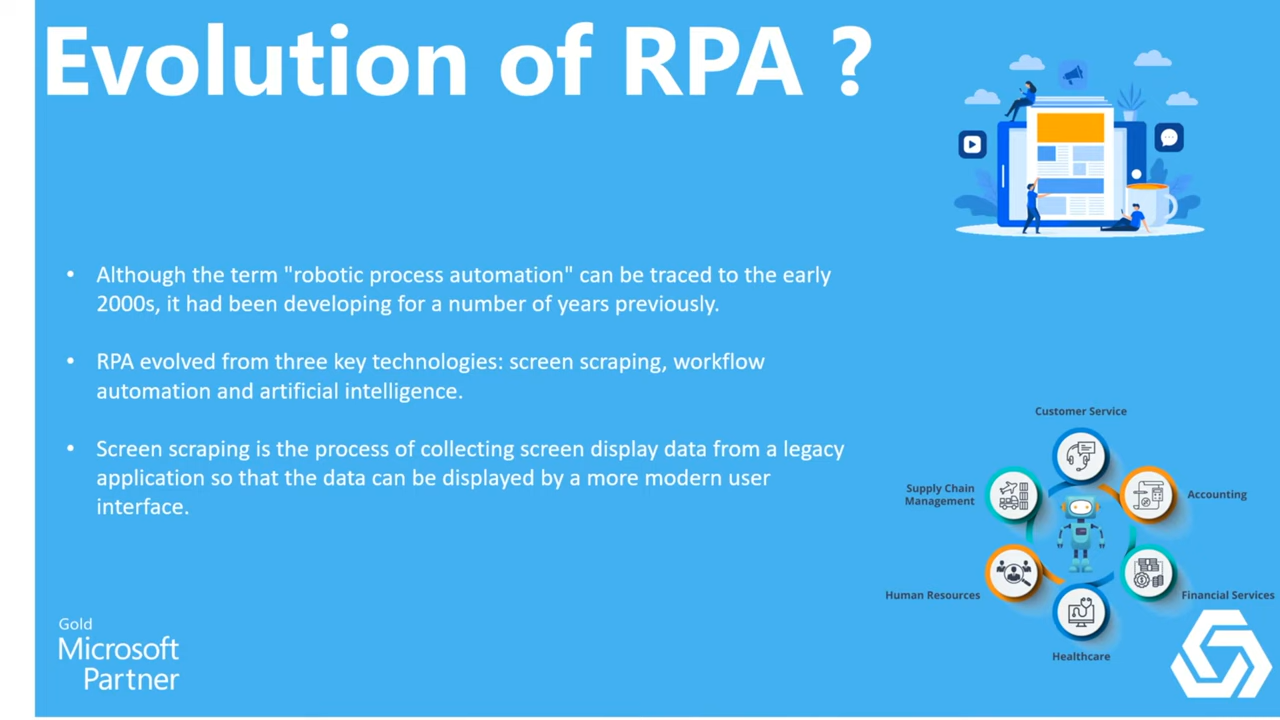 Evolution of RPA ?
• Although the term "robotic process automation" can be traced to the early
2000s, it had been developing for a number of years previously.
• RPA evolved from three key technologies: screen scraping, workflow
automation and artificial intelligence.
• Screen scraping is the process of collecting screen display data from a legacy
application so that the data can be displayed by a more modern user
interface.
Customer Service
Supply Chain
Management
Accounting
Human Resources
Financial Services
Healthcare
Gold
Microsoft
Partner